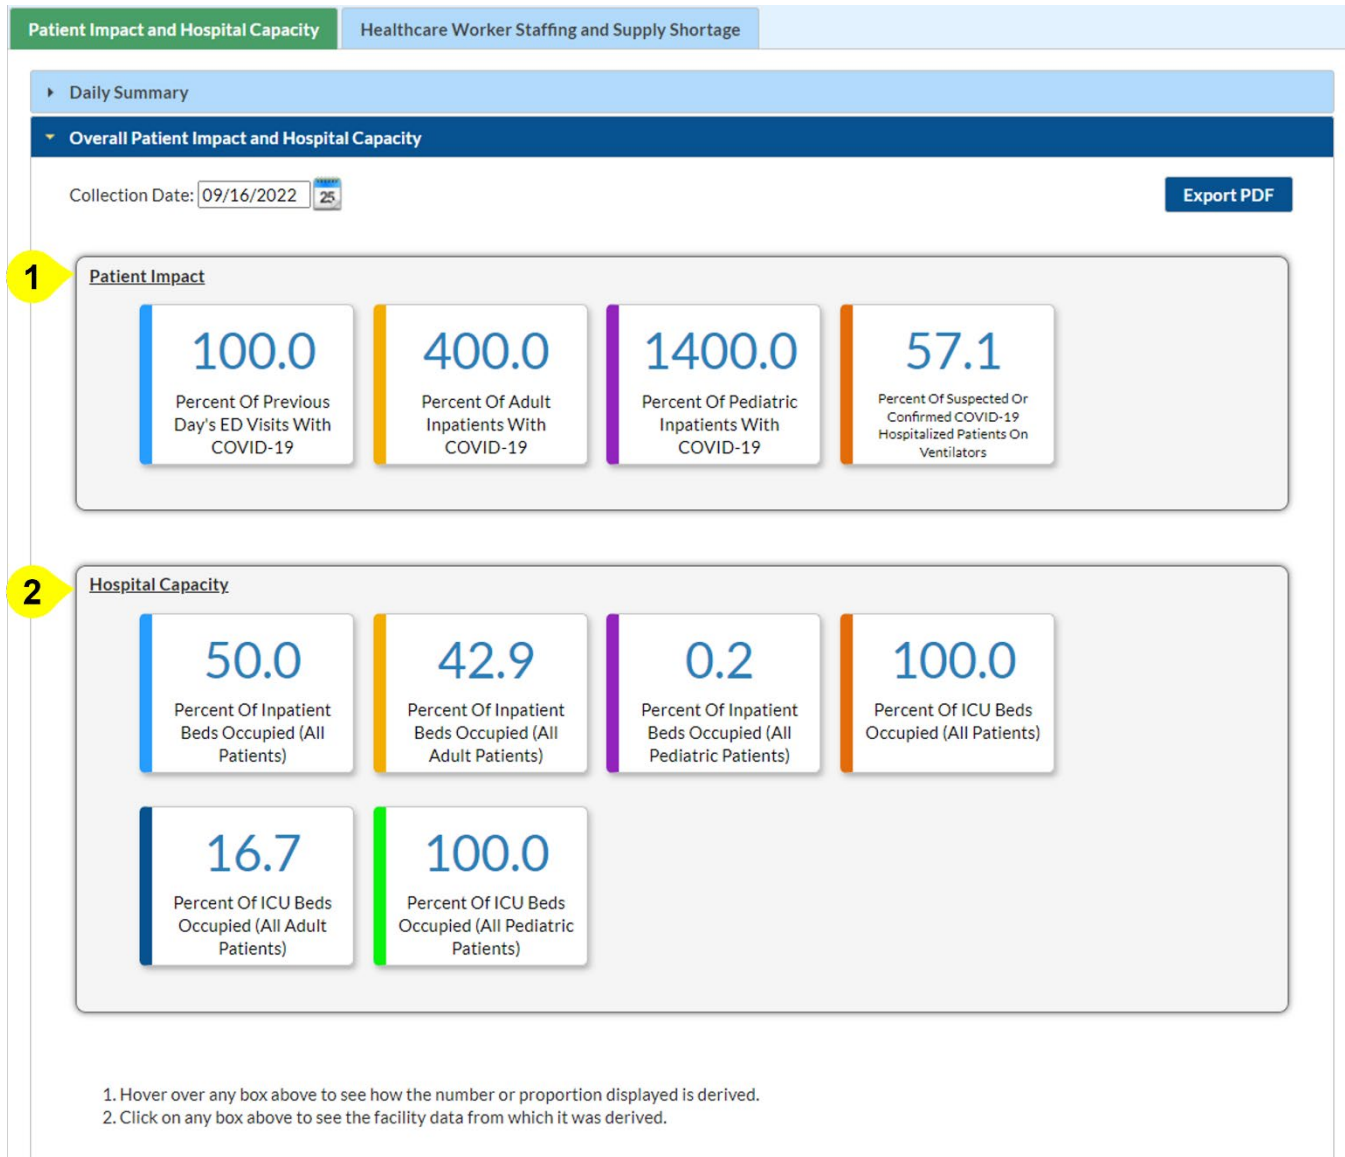 Patient Impact and Hospital Capacity
Healthcare Worker Staffing and Supply Shortage
Daily Summary
Overall Patient Impact and Hospital Capacity
Collection Date: 09/16/2022
25
Export PDF
1
Patient Impact
100.0
Percent Of Previous
Day's ED Visits With
COVID-19
400.0
Percent Of Adult
Inpatients With
COVID-19
1400.0
Percent Of Pediatric
Inpatients With
COVID-19
57.1
Percent Of Suspected Or
Confirmed COVID-19
Hospitalized Patients On
Ventilators
2
Hospital Capacity
50.0
Percent Of Inpatient
Beds Occupied (All
Patients)
42.9
Percent Of Inpatient
Beds Occupied (All
Adult Patients)
0.2
Percent Of Inpatient
Beds Occupied (All
Pediatric Patients)
100.0
Percent Of ICU Beds
Occupied (All Patients)
16.7
Percent Of ICU Beds
Occupied (All Adult
Patients)
100.0
Percent Of ICU Beds
Occupied (All Pediatric
Patients)
1. Hover over any box above to see how the number or proportion displayed is derived.
2. Click on any box above to see the facility data from which it was derived.